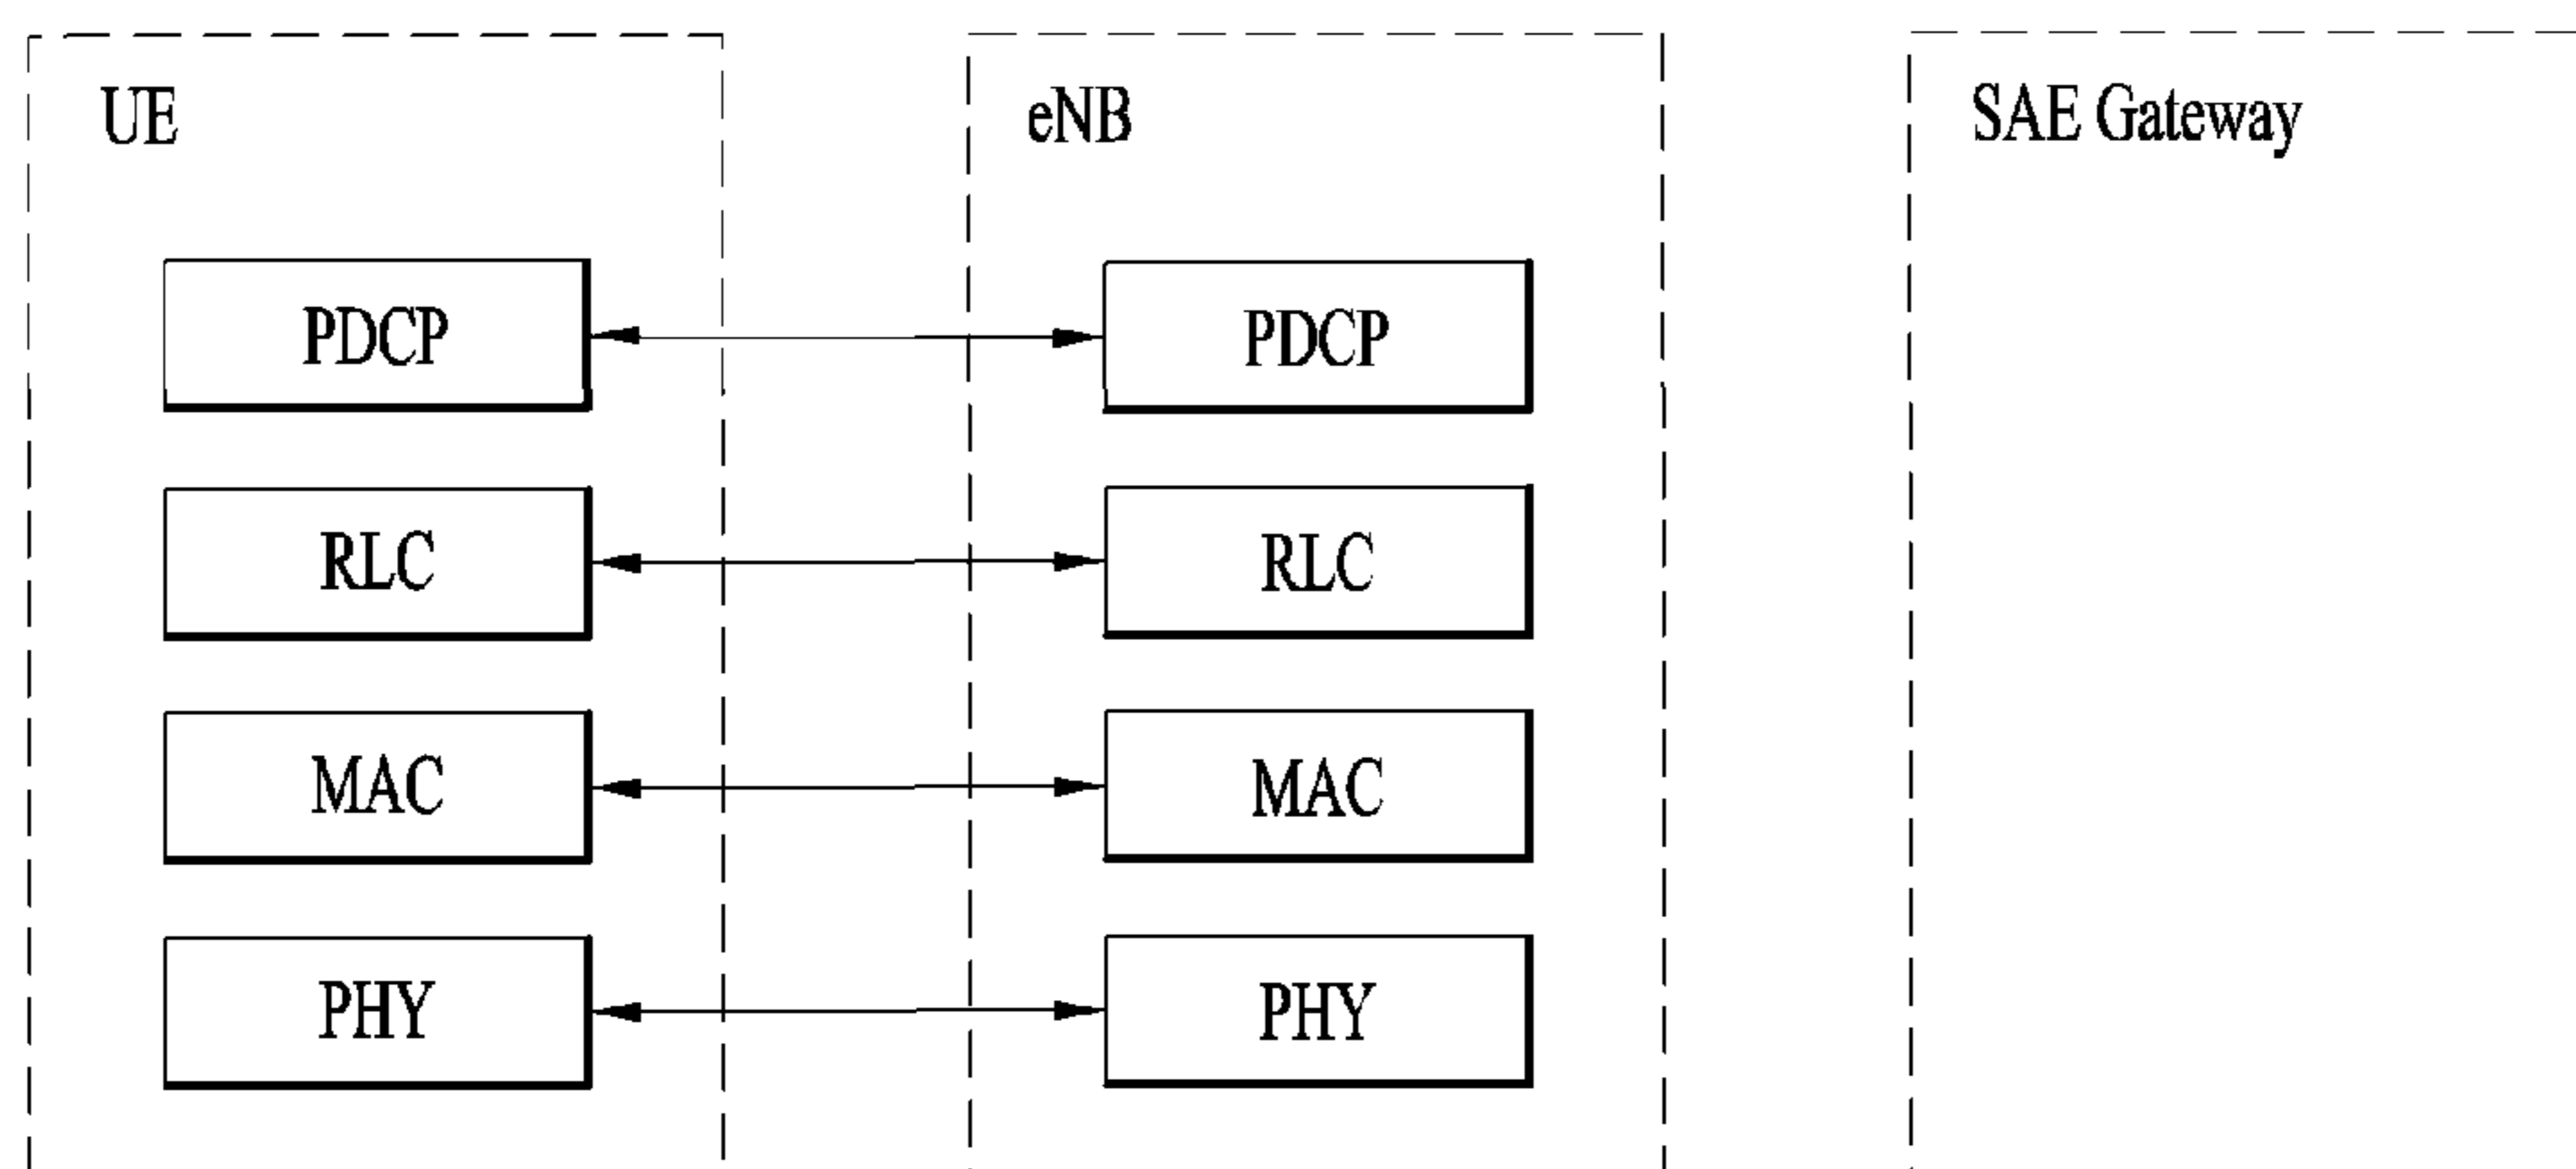 UE
eNB
SAE Gateway
PDCP
PDCP
RLC
RLC
MAC
MAC
PHY
PHY